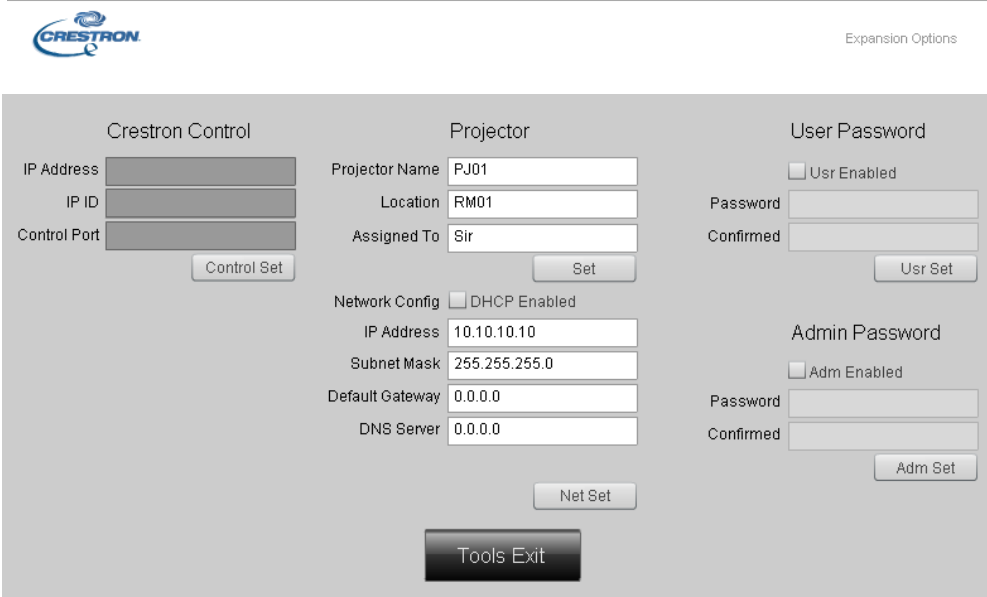 CRESTRON
Expansion Options
Crestron Control
IP Address
IP ID
Control Port
Control Set
Projector
Projector Name PJ01
Location RM01
Assigned To Sir
Set
Network Config DHCP Enabled
IP Address 10.10.10.10
Subnet Mask 255.255.255.0
Default Gateway 0.0.0.0
DNS Server 0.0.0.0
Net Set
User Password
Usr Enabled
Password
Confirmed
Usr Set
Admin Password
Adm Enabled
Password
Confirmed
Adm Set
Tools Exit